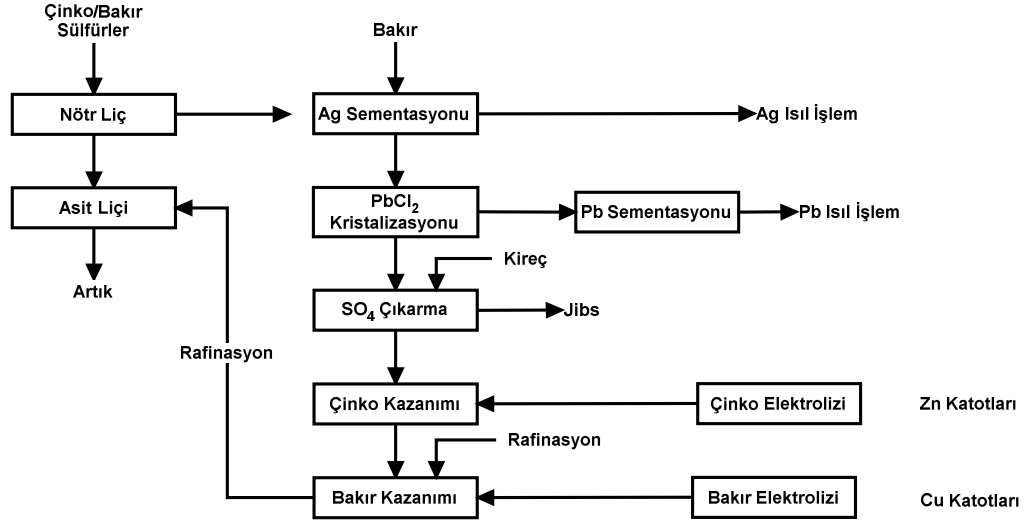 Çinko/Bakır
Sülfürler
Bakır
Nötr Liç
Ag Sementasyonu
Ag Isıl İşlem
Asit Liçi
PbCl2
Kristalizasyonu
Pb Sementasyonu
Pb Isıl İşlem
Kireç
Artık
SO4 Çıkarma
Jibs
Rafinasyon
Çinko Kazanımı
Çinko Elektrolizi
Zn Katotları
Rafinasyon
Bakır Kazanımı
Bakır Elektrolizi
Cu Katotları